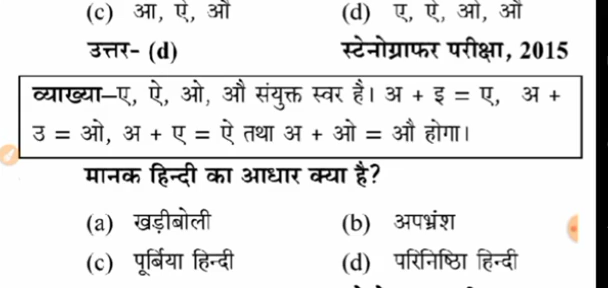 (c) आ, ऐ, औ (d) ए, ऐ, ओ, औ
उत्तर- (d) स्टेनोग्राफर परीक्षा, 2015
व्याख्या–ए, ऐ, ओ, औ संयुक्त स्वर है। अ + इ = ए, अ +
उ = ओ, अ + ए = ऐ तथा अ + ओ = औ होगा।
मानक हिन्दी का आधार क्या है?
(a) खड़ीबोली (b) अपभ्रंश
(c) पूर्बिया हिन्दी (d) परिनिष्ठि हिन्दी